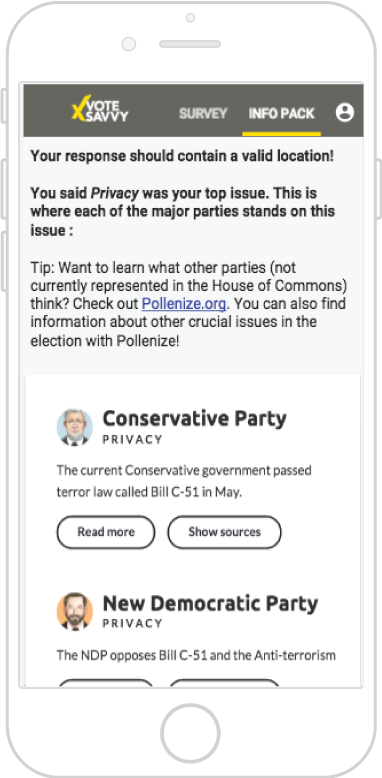 VOTE
SAVVY
SURVEY
INFO PACK
Your response should contain a valid location!
You said Privacy was your top issue. This is
where each of the major parties stands on this
issue :
Tip: Want to learn what other parties (not
currently represented in the House of Commons)
think? Check out Pollenize.org. You can also find
information about other crucial issues in the
election with Pollenize!
Conservative Party
PRIVACY
The current Conservative government passed
terror law called Bill C-51 in May.
Read more
Show sources
New Democratic Party
PRIVACY
The NDP opposes Bill C-51 and the Anti-terrorism